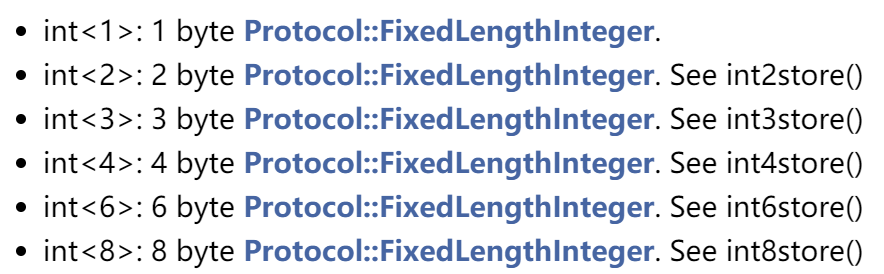 • int<1>: 1 byte Protocol::FixedLengthInteger.
• int<2>: 2 byte Protocol::FixedLengthInteger. See int2store()
• int<3>: 3 byte Protocol::FixedLengthInteger. See int3store()
• int<4>: 4 byte Protocol::FixedLengthInteger. See int4store()
• int<6>: 6 byte Protocol::FixedLengthInteger. See int6store()
• int<8>: 8 byte Protocol::FixedLengthInteger. See int8store()